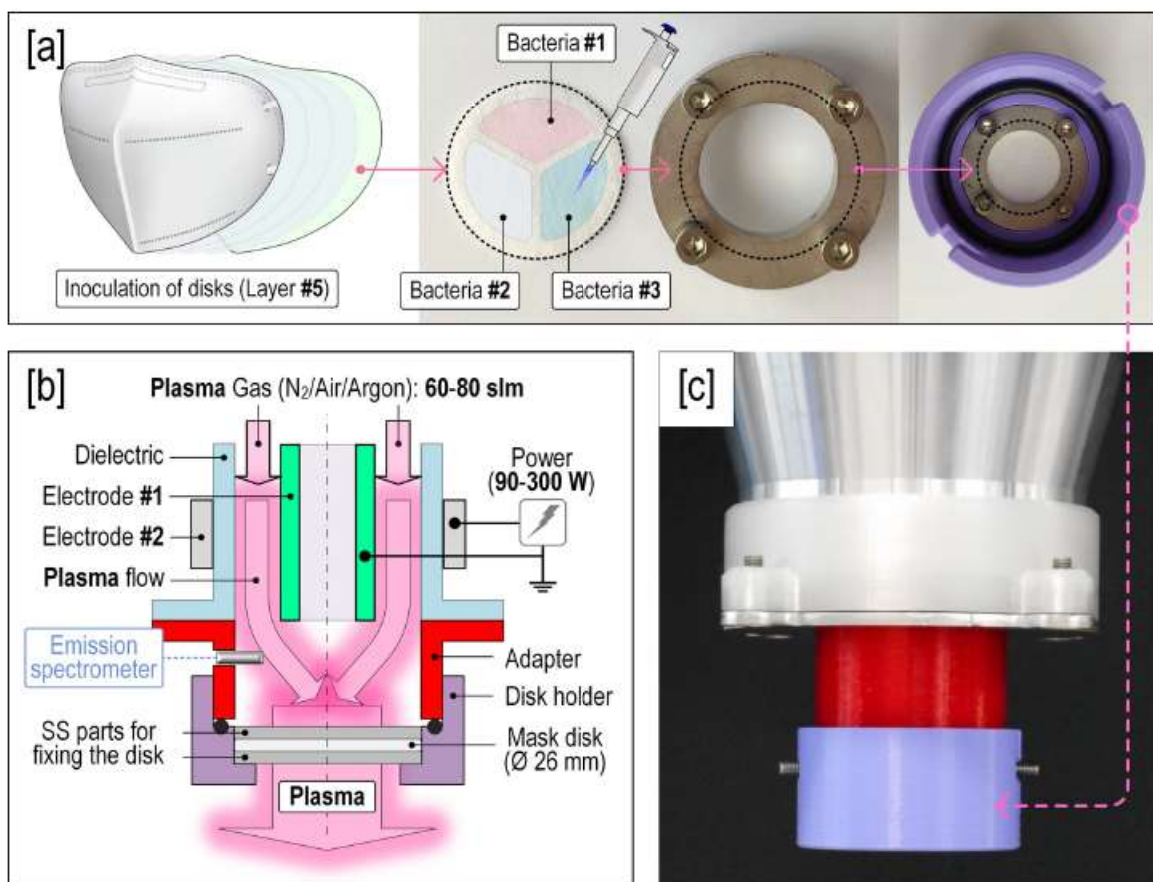 [a]
Bacteria #1
Inoculation of disks (Layer #5)
Bacteria #2
Bacteria #3
[b]
Plasma Gas (N₂/Air/Argon): 60-80 slm
Dielectric
Electrode #1
Electrode #2
Plasma flow
Power
(90-300 W)
Emission
spectrometer
Adapter
Disk holder
SS parts for
fixing the disk
Mask disk
(Ø 26 mm)
Plasma
[c]